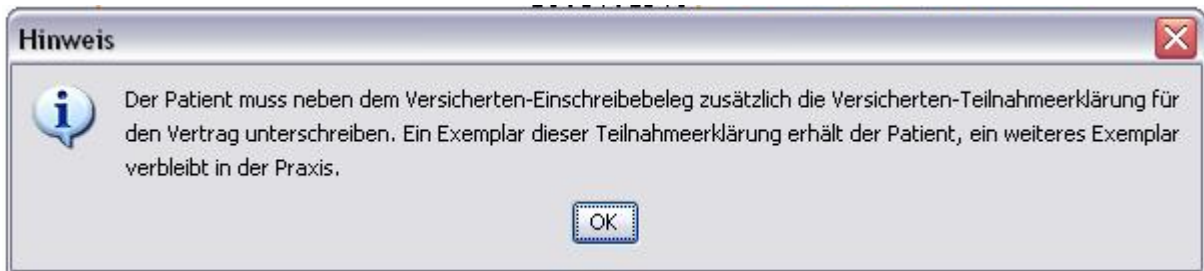 Hinweis
Der Patient muss neben dem Versicherten-Einschreibebeleg zusätzlich die Versicherten-Teilnahmeerklärung für
den Vertrag unterschreiben. Ein Exemplar dieser Teilnahmeerklärung erhält der Patient, ein weiteres Exemplar
verbleibt in der Praxis.
OK